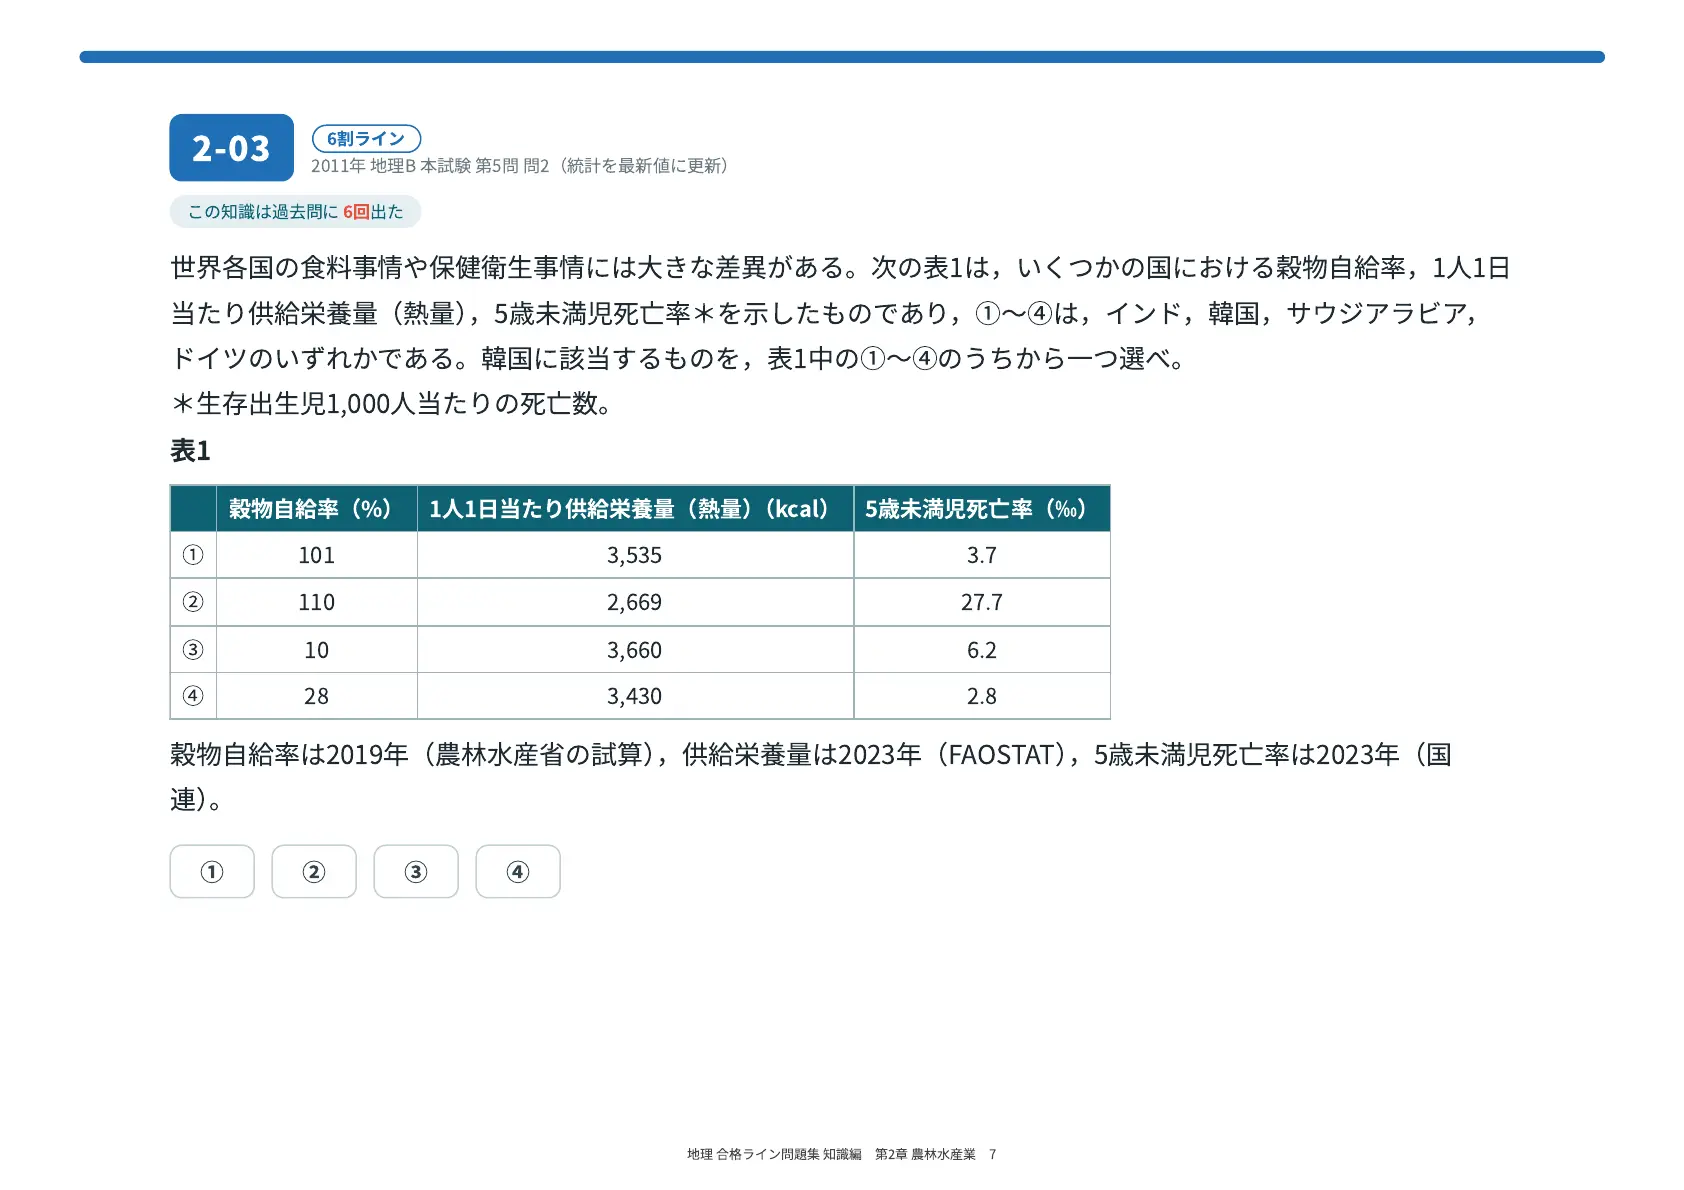 2-03
6割ライン
2011年 地理B 本試験 第5問 問2（統計を最新値に更新）
この知識は過去問に 6回出た
世界各国の食料事情や保健衛生事情には大きな差異がある。次の表1は，いくつかの国における穀物自給率，1人1日
当たり供給栄養量（熱量），5歳未満児死亡率＊を示したものであり，①～④は，インド，韓国，サウジアラビア，
ドイツのいずれかである。韓国に該当するものを，表1中の①～④のうちから一つ選べ。
＊生存出生児1,000人当たりの死亡数。
表1
穀物自給率（%） 1人1日当たり供給栄養量（熱量）（kcal） 5歳未満児死亡率（‰）
① 101 3,535 3.7
② 110 2,669 27.7
③ 10 3,660 6.2
④ 28 3,430 2.8
穀物自給率は2019年（農林水産省の試算），供給栄養量は2023年（FAOSTAT），5歳未満児死亡率は2023年（国
連）。
① ② ③ ④
地理 合格ライン問題集 知識編　第2章 農林水産業　7